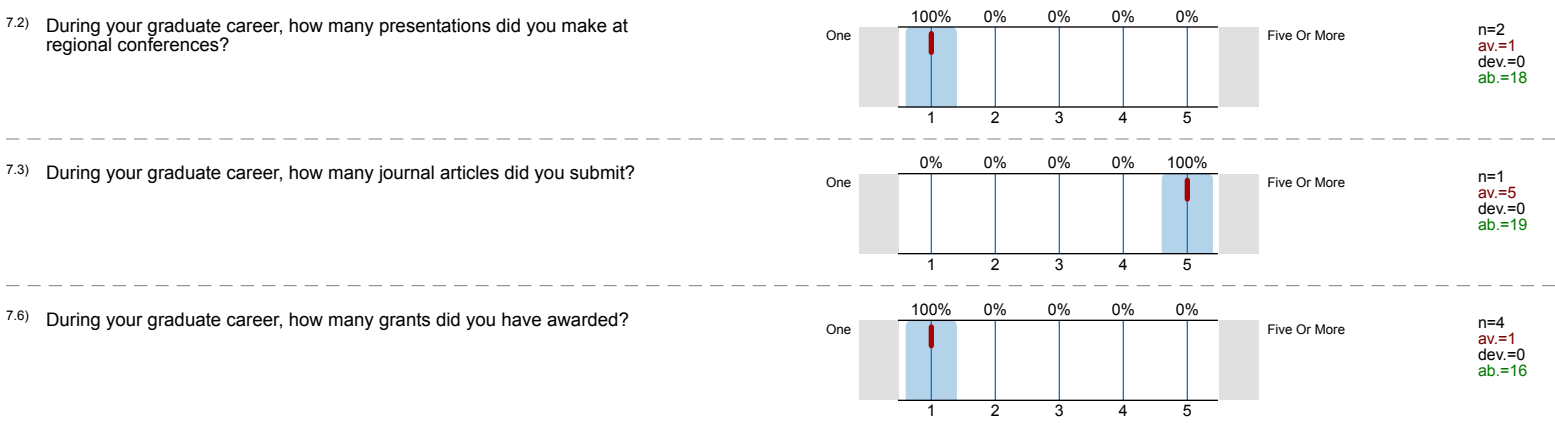 7.2) During your graduate career, how many presentations did you make at
regional conferences?
100% 0% 0% 0% 0%
One
Five Or More
1 2 3 4 5
n=2
av.=1
dev.=0
ab.=18
7.3) During your graduate career, how many journal articles did you submit?
0% 0% 0% 0% 100%
One
Five Or More
1 2 3 4 5
n=1
av.=5
dev.=0
ab.=19
7.6) During your graduate career, how many grants did you have awarded?
100% 0% 0% 0% 0%
One
Five Or More
1 2 3 4 5
n=4
av.=1
dev.=0
ab.=16